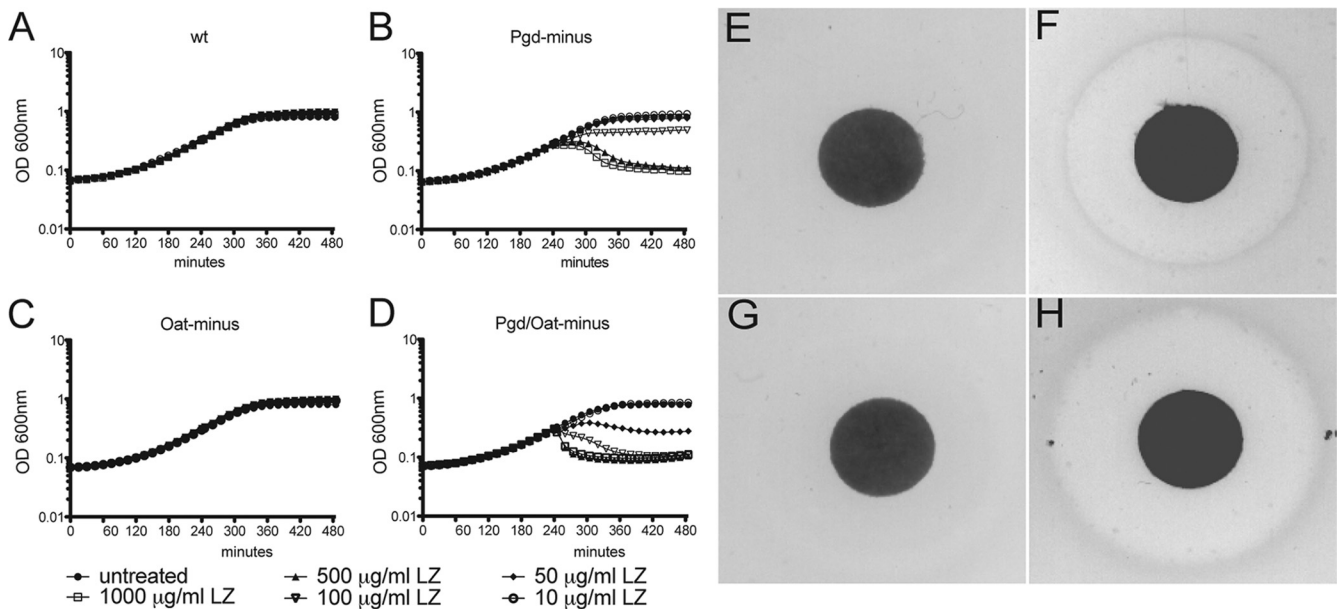 A
wt
OD 600nm
10
1
0.1
0.01
0 60 120 180 240 300 360 420 480
minutes
B
Pgd-minus
OD 600nm
10
1
0.1
0.01
0 60 120 180 240 300 360 420 480
minutes
C
Oat-minus
OD 600nm
10
1
0.1
0.01
0 60 120 180 240 300 360 420 480
minutes
D
Pgd/Oat-minus
OD 600nm
10
1
0.1
0.01
0 60 120 180 240 300 360 420 480
minutes
untreated 500 μg/ml LZ 50 μg/ml LZ
1000 μg/ml LZ 100 μg/ml LZ 10 μg/ml LZ
E
F
G
H